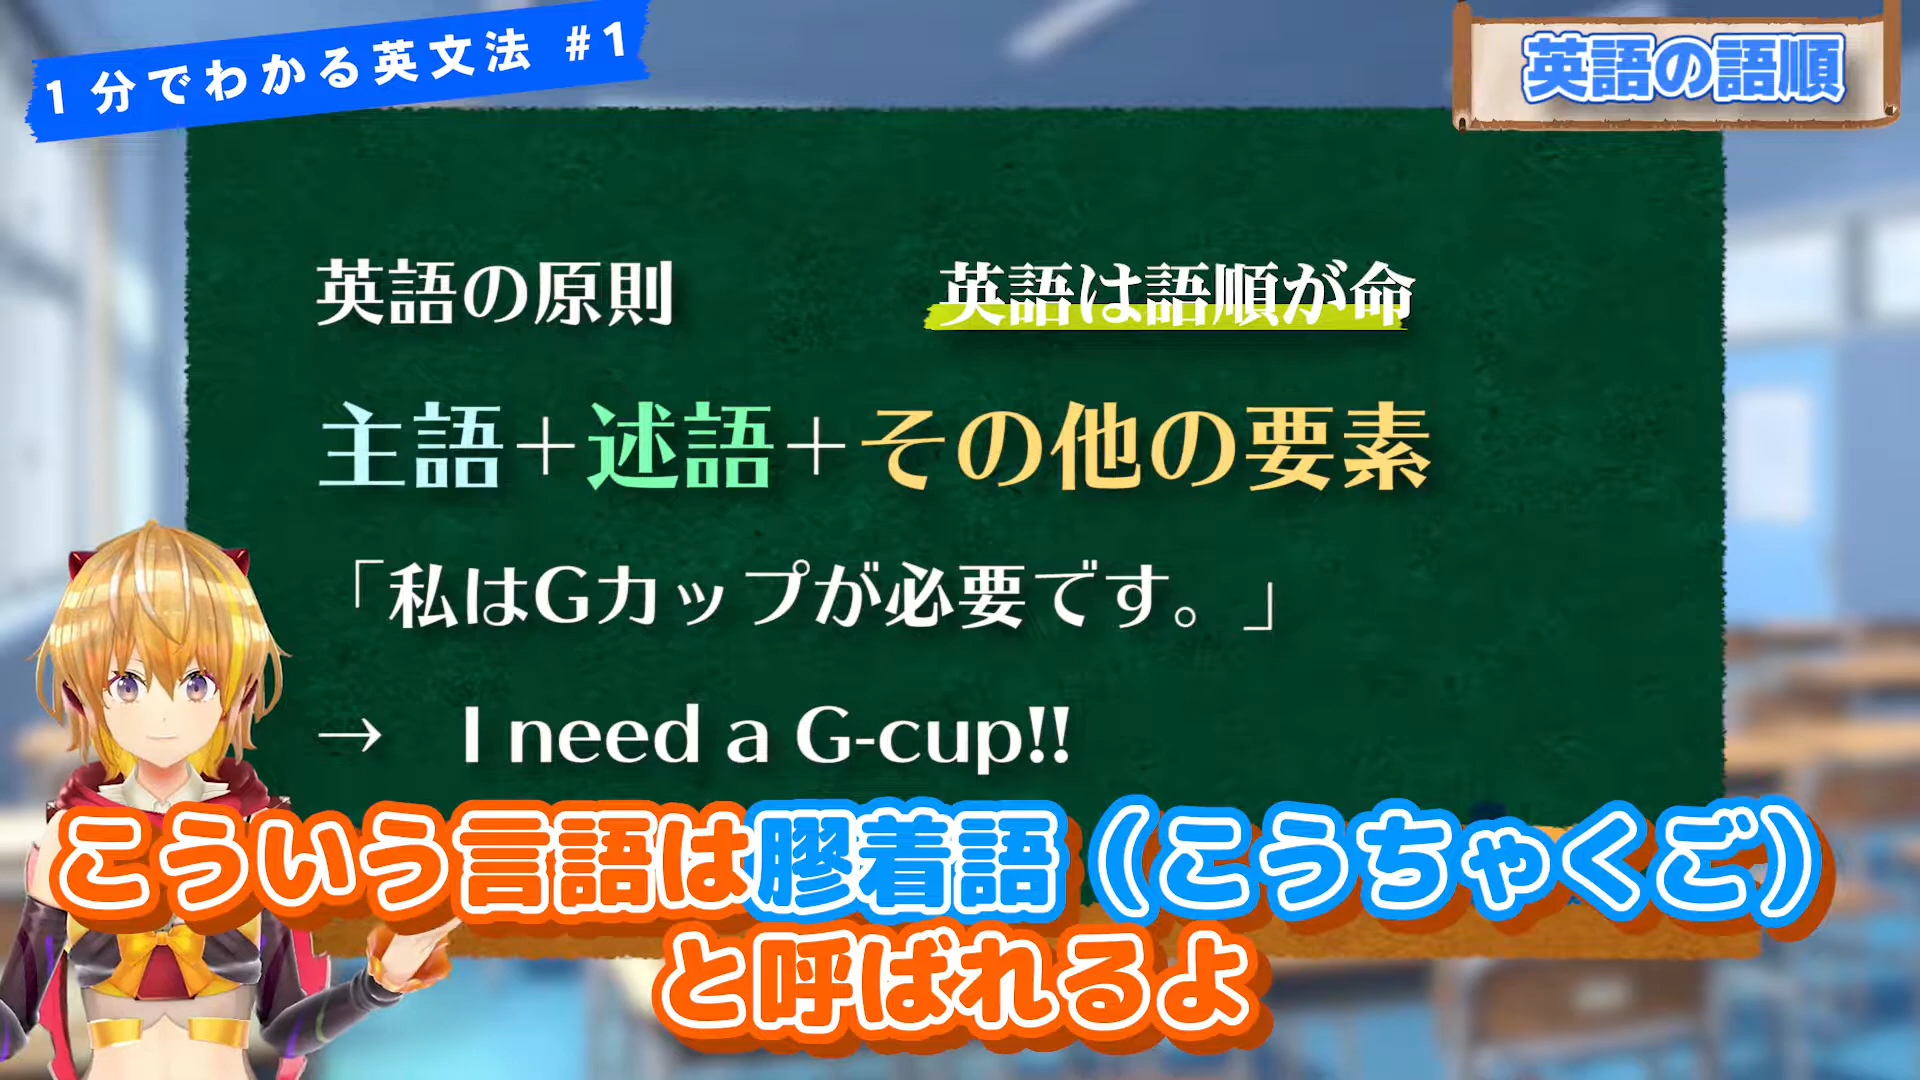 1分でわかる英文法 #1
英語の語順
英語の原則
英語は語順が命
主語+述語+その他の要素
「私はGカップが必要です。」
→ I need a G-cup!!
こういう言語は膠着語（こうちゃくご）
と呼ばれるよ